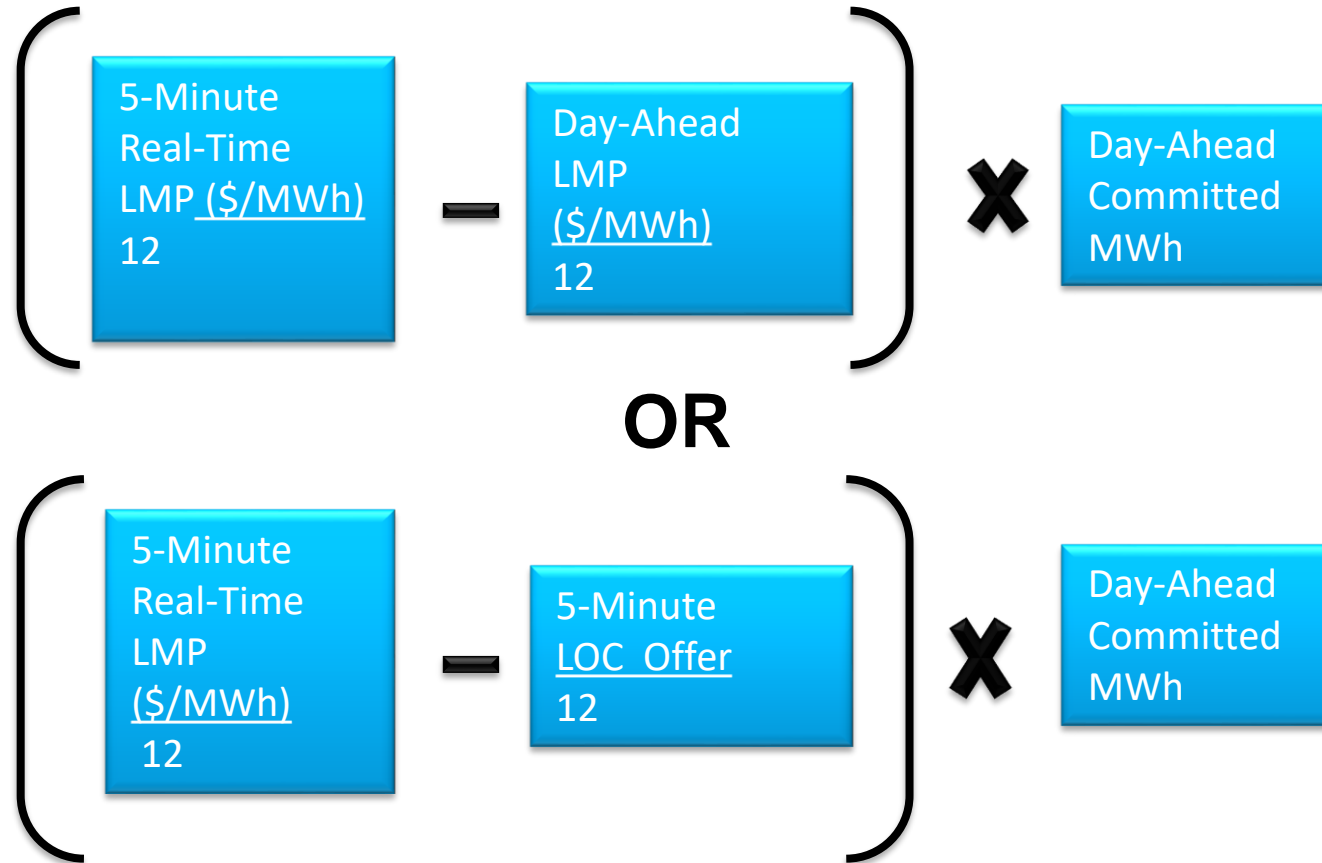 5-Minute
Real-Time
LMP ($/MWh)
12
Day-Ahead
LMP
($/MWh)
12
Day-Ahead
Committed
MWh
OR
5-Minute
Real-Time
LMP
($/MWh)
12
5-Minute
LOC Offer
12
Day-Ahead
Committed
MWh